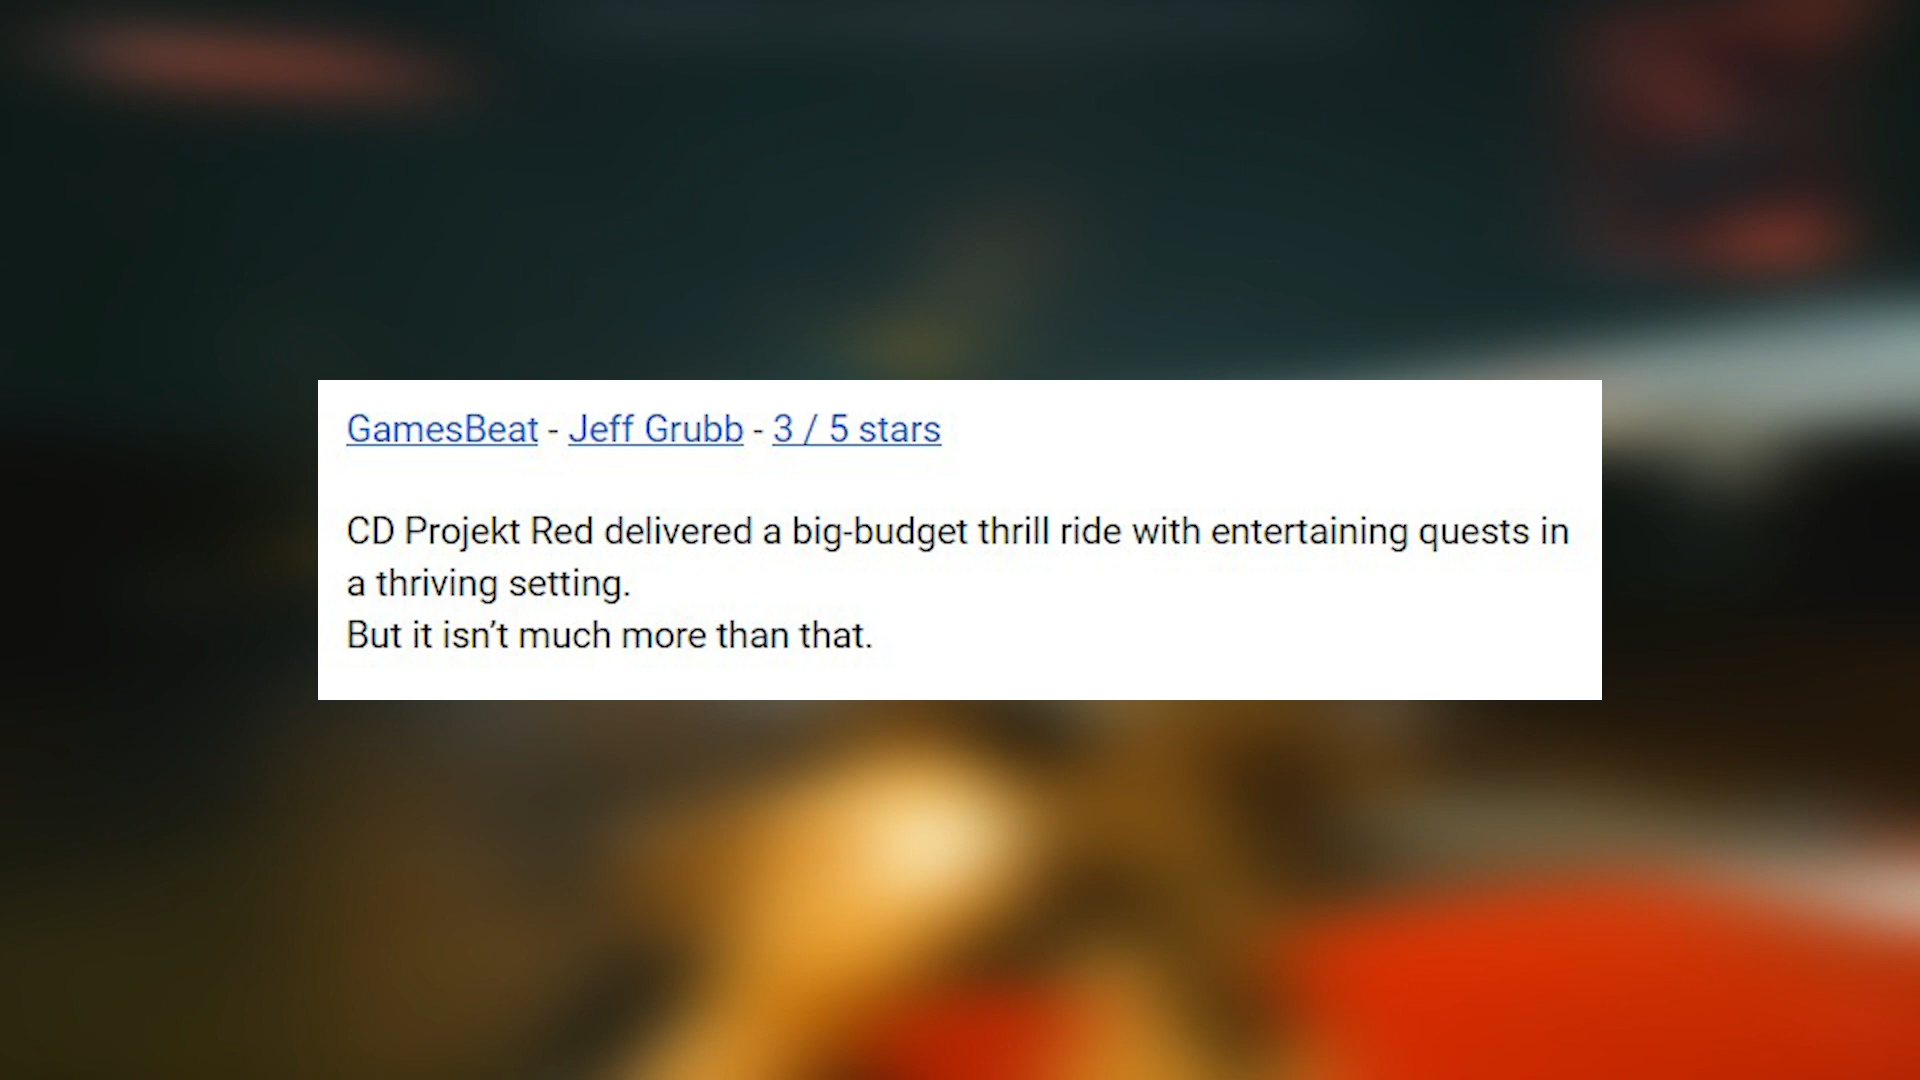 GamesBeat - Jeff Grubb - 3 / 5 stars
CD Projekt Red delivered a big-budget thrill ride with entertaining quests in
a thriving setting.
But it isn’t much more than that.